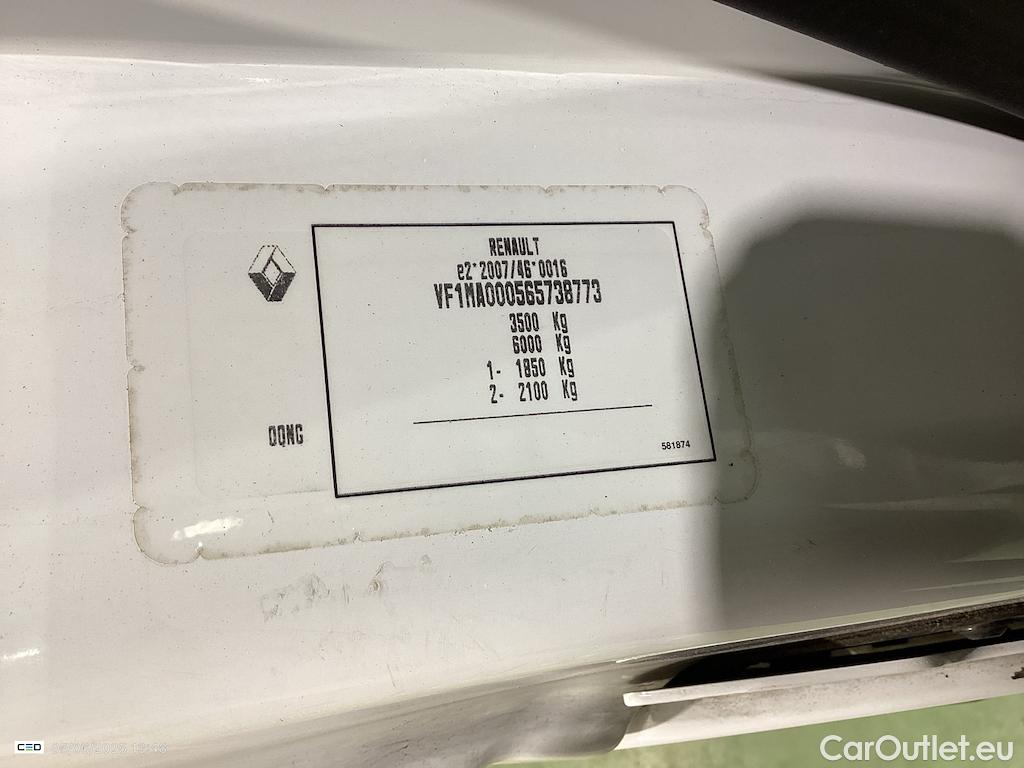 RENAULT
e2*2007/46*0016
VF1MA000565738773
3500 Kg
6000 Kg
1- 1850 Kg
2- 2100 Kg
OQNG
581874
CarOutlet.eu